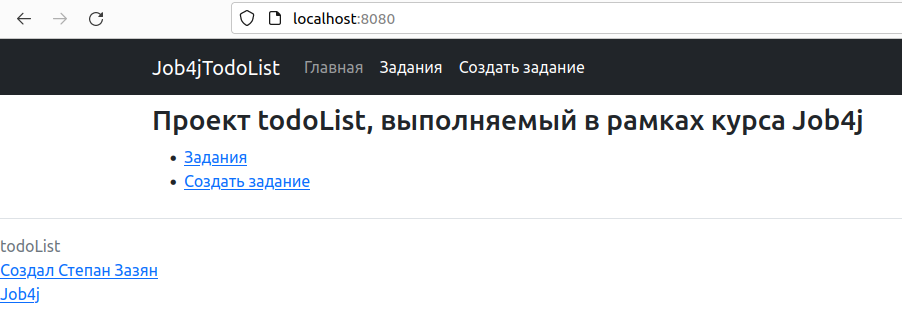 localhost:8080
Job4jTodoList Главная Задания Создать задание
Проект todoList, выполняемый в рамках курса Job4j
Задания
Создать задание
todoList
Создал Степан Зазян
Job4j